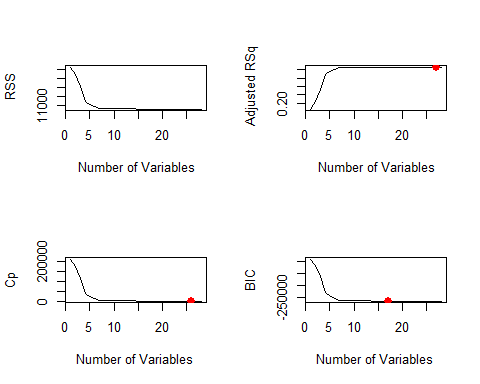 RSS
11000
0 5 10 20
Number of Variables
Adjusted RSq
0.20
0 5 10 20
Number of Variables
Cp
0 200000
0 5 10 20
Number of Variables
BIC
-250000
0 5 10 20
Number of Variables